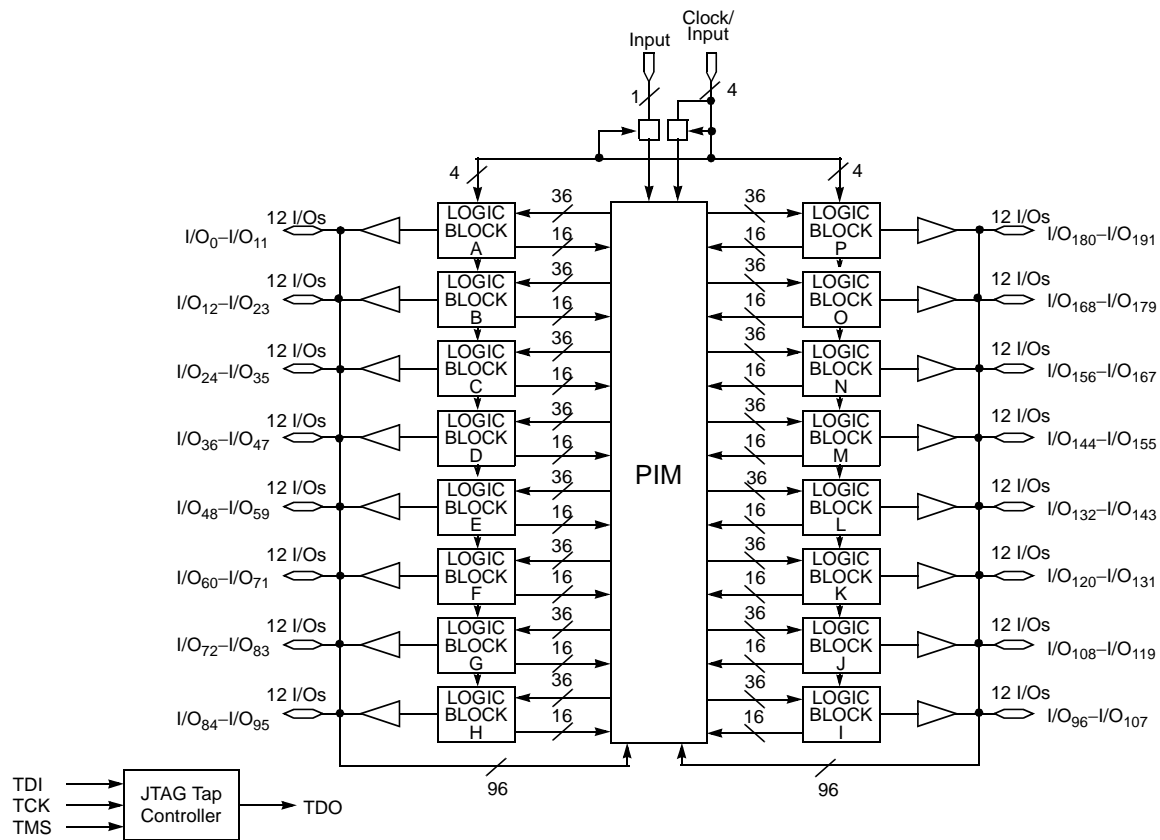 Input
Clock/
Input
1
4
4
4
12 I/Os
I/O0–I/O11
LOGIC
BLOCK
A
36
16
36
16
LOGIC
BLOCK
P
12 I/Os
I/O180–I/O191
12 I/Os
I/O12–I/O23
LOGIC
BLOCK
B
36
16
36
16
LOGIC
BLOCK
O
12 I/Os
I/O168–I/O179
12 I/Os
I/O24–I/O35
LOGIC
BLOCK
C
36
16
36
16
LOGIC
BLOCK
N
12 I/Os
I/O156–I/O167
12 I/Os
I/O36–I/O47
LOGIC
BLOCK
D
36
16
PIM
36
16
LOGIC
BLOCK
M
12 I/Os
I/O144–I/O155
12 I/Os
I/O48–I/O59
LOGIC
BLOCK
E
36
16
36
16
LOGIC
BLOCK
L
12 I/Os
I/O132–I/O143
12 I/Os
I/O60–I/O71
LOGIC
BLOCK
F
36
16
36
16
LOGIC
BLOCK
K
12 I/Os
I/O120–I/O131
12 I/Os
I/O72–I/O83
LOGIC
BLOCK
G
36
16
36
16
LOGIC
BLOCK
J
12 I/Os
I/O108–I/O119
12 I/Os
I/O84–I/O95
LOGIC
BLOCK
H
36
16
36
16
LOGIC
BLOCK
I
12 I/Os
I/O96–I/O107
96
96
TDI
TCK
TMS
JTAG Tap
Controller
TDO